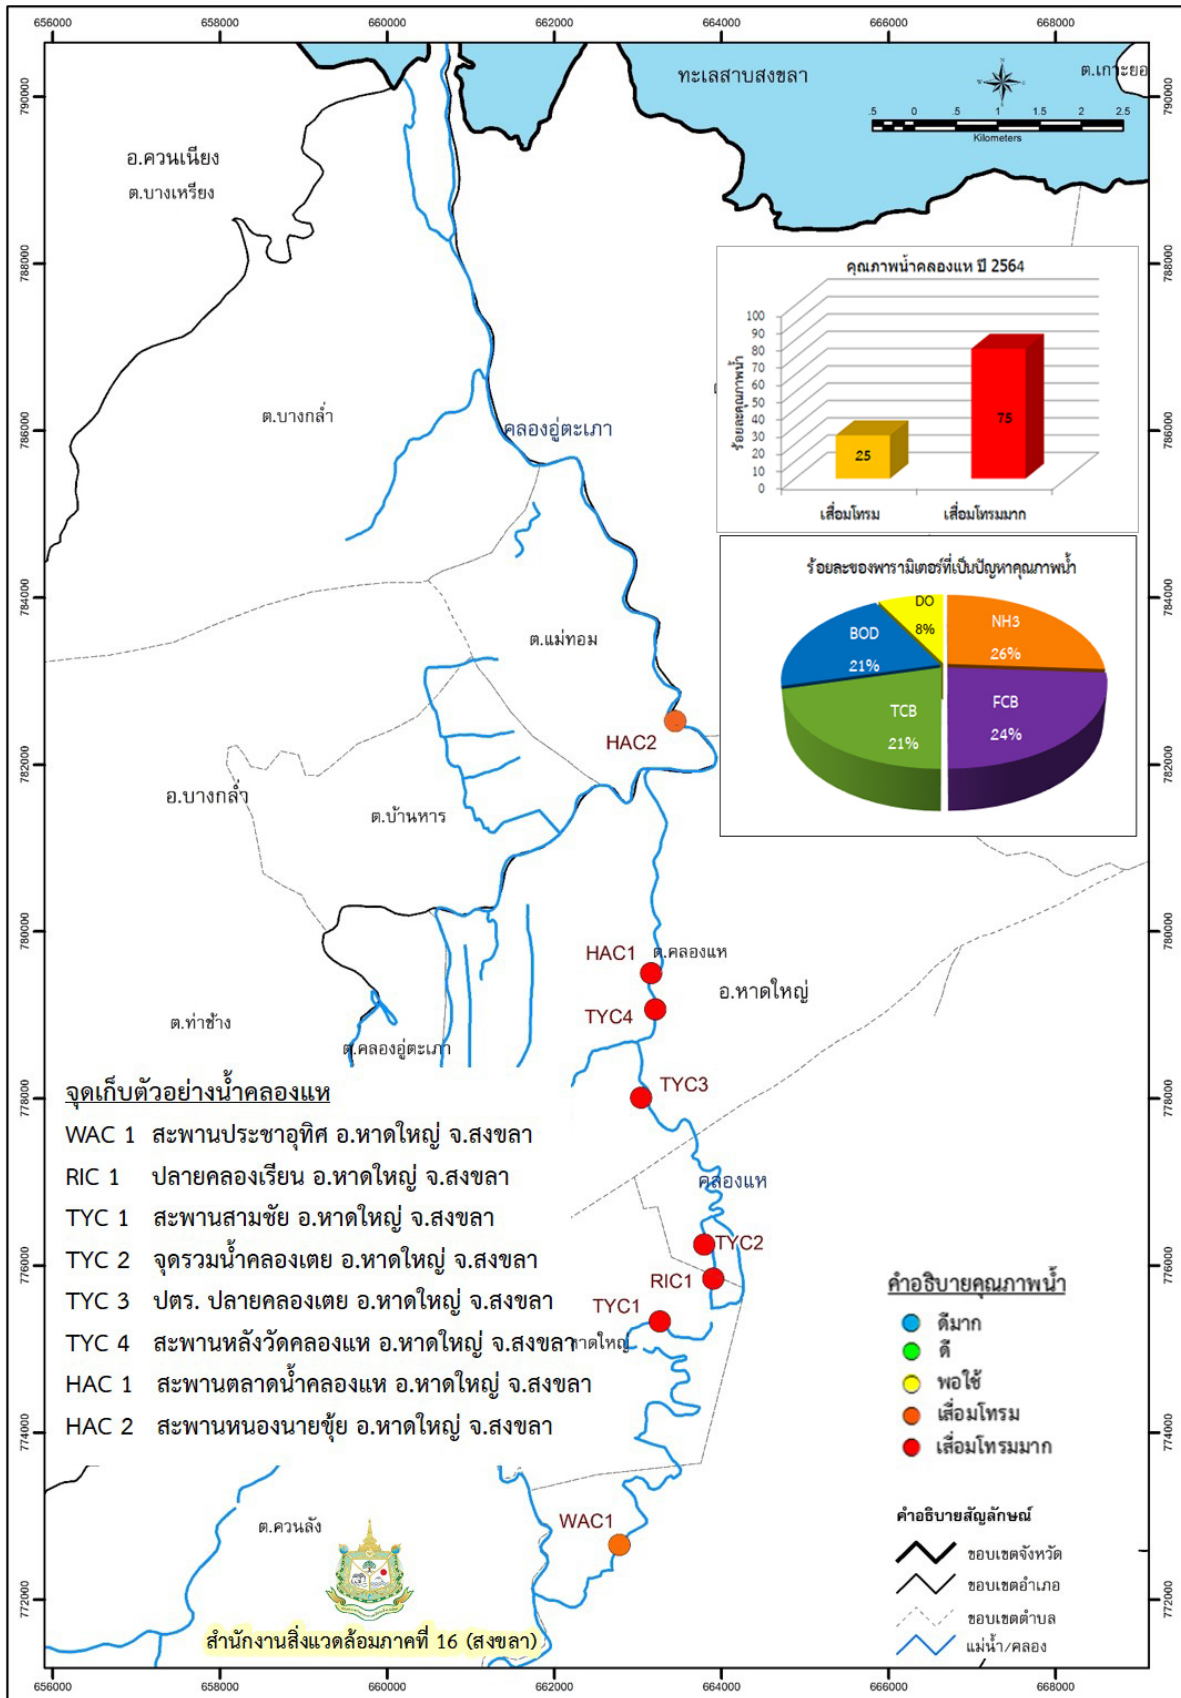 656000 658000 660000 662000 664000 666000 668000
790000 790000
788000 788000
786000 786000
784000 784000
782000 782000
780000 780000
778000 778000
776000 776000
774000 774000
772000 772000
ทะเลสาบสงขลา
ต.เกาะยอ
.5 0 .5 1 1.5 2 2.5
Kilometers
อ.ควนเนียง
ต.บางเหรียง
คุณภาพน้ำคลองแห ปี 2564
ร้อยละคุณภาพน้ำ
100
90
80
70
60
50
40
30
20
10
0
25
75
เสื่อมโทรม
เสื่อมโทรมมาก
ต.บางกล่ำ
คลองอู่ตะเภา
ร้อยละของพารามิเตอร์ที่เป็นปัญหาคุณภาพน้ำ
DO
8%
NH3
26%
BOD
21%
TCB
21%
FCB
24%
ต.แม่ทอม
HAC2
อ.บางกล่ำ
ต.บ้านหาร
HAC1
ต.คลองแห
อ.หาดใหญ่
TYC4
ต.ท่าช้าง
ต.คลองอู่ตะเภา
TYC3
จุดเก็บตัวอย่างน้ำคลองแห
WAC 1 สะพานประชาอุทิศ อ.หาดใหญ่ จ.สงขลา
RIC 1 ปลายคลองเรียน อ.หาดใหญ่ จ.สงขลา
TYC 1 สะพานสามชัย อ.หาดใหญ่ จ.สงขลา
TYC 2 จุดรวมน้ำคลองเตย อ.หาดใหญ่ จ.สงขลา
TYC 3 ปตร. ปลายคลองเตย อ.หาดใหญ่ จ.สงขลา
TYC 4 สะพานหลังวัดคลองแห อ.หาดใหญ่ จ.สงขลา
HAC 1 สะพานตลาดน้ำคลองแห อ.หาดใหญ่ จ.สงขลา
HAC 2 สะพานหนองนายขุ้ย อ.หาดใหญ่ จ.สงขลา
คลองแห
TYC2
RIC1
TYC1
หาดใหญ่
คำอธิบายคุณภาพน้ำ
ดีมาก
ดี
พอใช้
เสื่อมโทรม
เสื่อมโทรมมาก
WAC1
ต.ควนลัง
สำนักงานสิ่งแวดล้อมภาคที่ 16 (สงขลา)
คำอธิบายสัญลักษณ์
ขอบเขตจังหวัด
ขอบเขตอำเภอ
ขอบเขตตำบล
แม่น้ำ/คลอง
656000 658000 660000 662000 664000 666000 668000